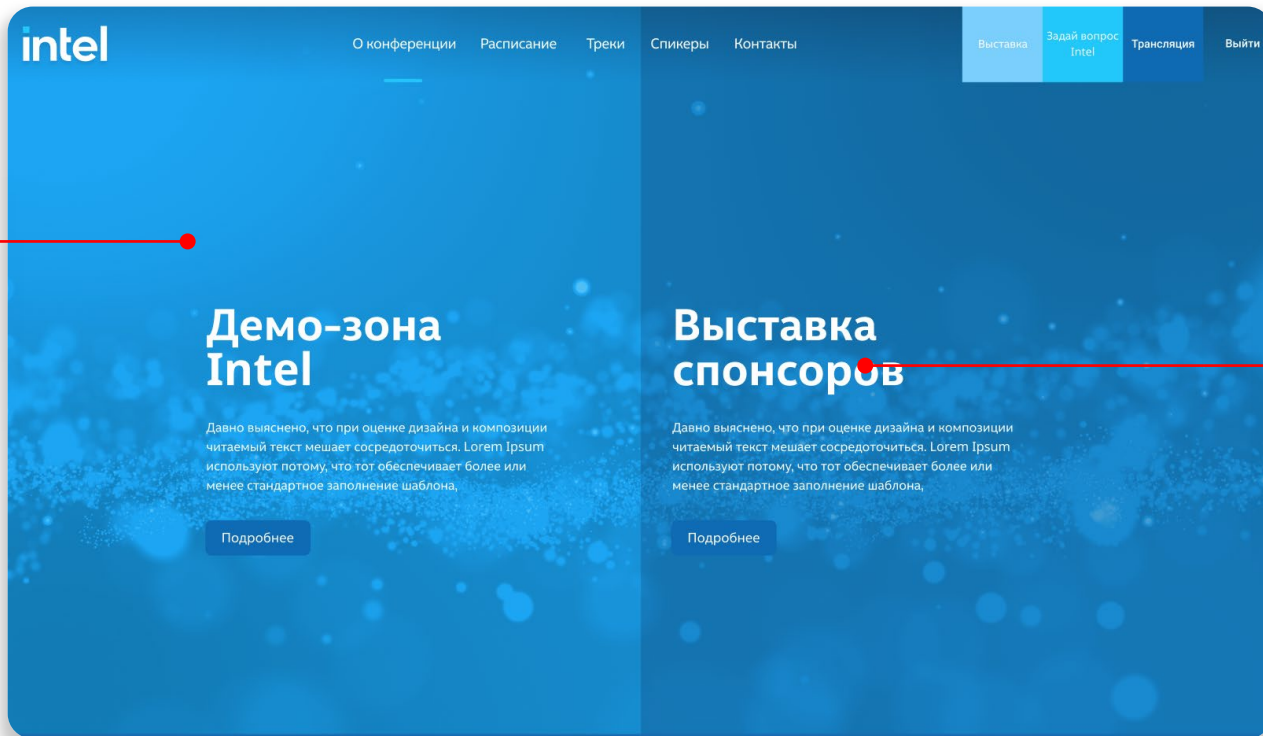 intel
О конференции Расписание Треки Спикеры Контакты
Выставка
Задай вопрос
Intel
Трансляция
Выйти
Демо-зона
Intel
Давно выяснено, что при оценке дизайна и композиции
читаемый текст мешает сосредоточиться. Lorem Ipsum
используют потому, что тот обеспечивает более или
менее стандартное заполнение шаблона,
Подробнее
Выставка
спонсоров
Давно выяснено, что при оценке дизайна и композиции
читаемый текст мешает сосредоточиться. Lorem Ipsum
используют потому, что тот обеспечивает более или
менее стандартное заполнение шаблона,
Подробнее